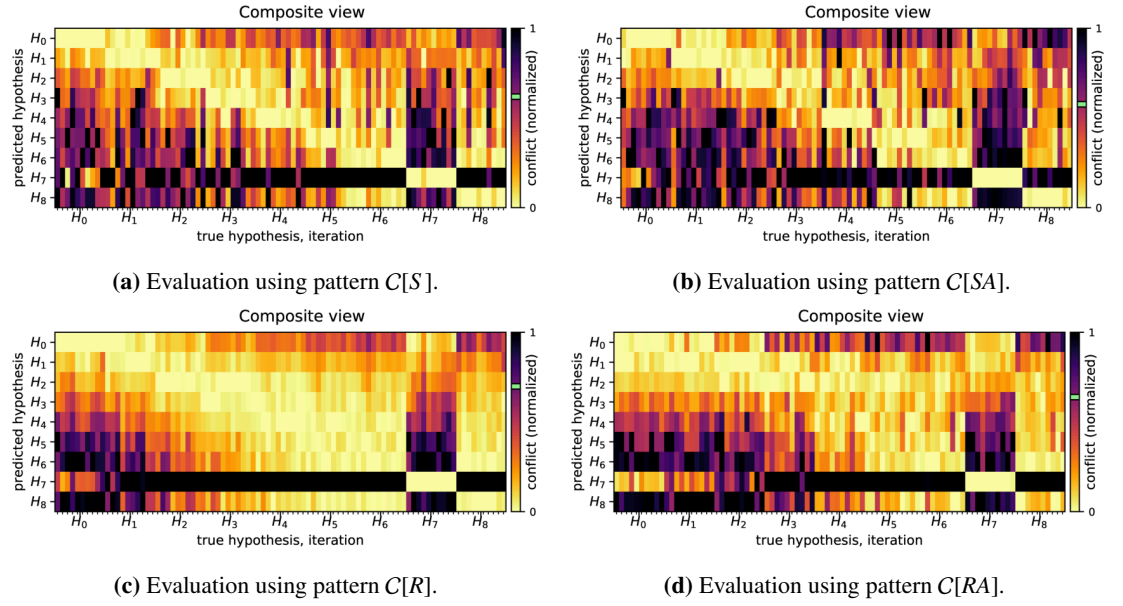 Composite view
Composite view
predicted hypothesis
H0
H1
H2
H3
H4
H5
H6
H7
H8
H0 H1 H2 H3 H4 H5 H6 H7 H8
true hypothesis, iteration
1
conflict (normalized)
0
predicted hypothesis
H0
H1
H2
H3
H4
H5
H6
H7
H8
H0 H1 H2 H3 H4 H5 H6 H7 H8
true hypothesis, iteration
1
conflict (normalized)
0
(a) Evaluation using pattern C[S].
(b) Evaluation using pattern C[SA].
Composite view
Composite view
predicted hypothesis
H0
H1
H2
H3
H4
H5
H6
H7
H8
H0 H1 H2 H3 H4 H5 H6 H7 H8
true hypothesis, iteration
1
conflict (normalized)
0
predicted hypothesis
H0
H1
H2
H3
H4
H5
H6
H7
H8
H0 H1 H2 H3 H4 H5 H6 H7 H8
true hypothesis, iteration
1
conflict (normalized)
0
(c) Evaluation using pattern C[R].
(d) Evaluation using pattern C[RA].